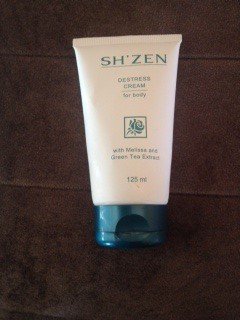 SH'ZEN
DESTRESS
CREAM
for body
with Melissa and
Green Tea Extract
125 ml